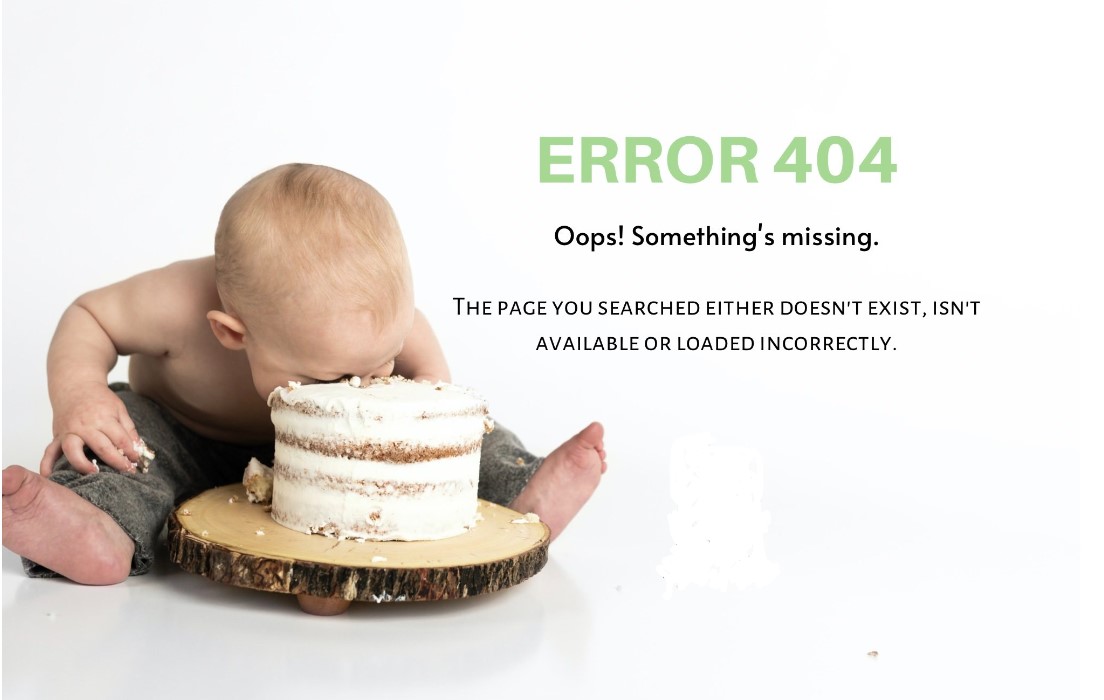 ERROR 404
Oops! Something's missing.
The page you searched either doesn't exist, isn't
available or loaded incorrectly.